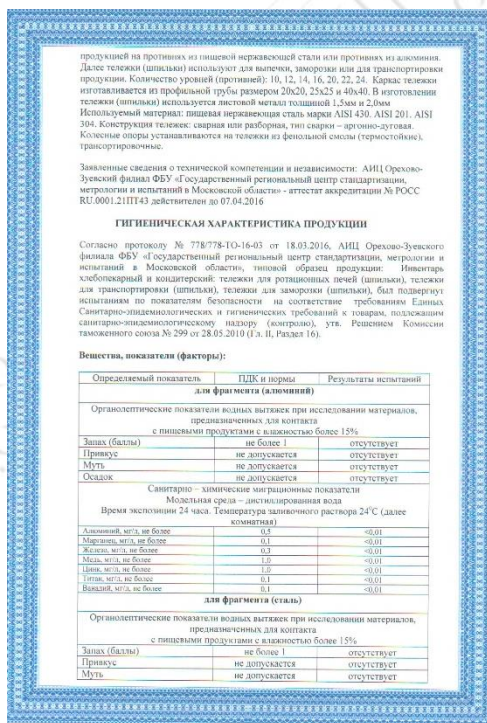 продукцией на противнях из пищевой нержавеющей стали или противнях из алюминия.
Далее тележки (шпильки) используют для выпечки, заморозки или для транспортировки
продукции. Количество уровней (противней): 10, 12, 14, 16, 20, 22, 24. Каркас тележки
изготавливается из профильной трубы размером 20х20, 25х25 и 40х40. В изготовлении
тележки (шпильки) используется листовой металл толщиной 1,5мм и 2,0мм
Используемый материал: пищевая нержавеющая сталь марки AISI 430. AISI 201. AISI
304. Конструкция тележек: сварная или разборная, тип сварки – аргонно-дуговая.
Колесные опоры устанавливаются на тележки из фенольной смолы (термостойкие),
транспортировочные.
Заявленные сведения о технической компетенции и независимости: АИЦ Орехово-
Зуевский филиал ФБУ «Государственный региональный центр стандартизации,
метрологии и испытаний в Московской области» - аттестат аккредитации № РОСС
RU.0001.21ПТ43 действителен до 07.04.2016
ГИГИЕНИЧЕСКАЯ ХАРАКТЕРИСТИКА ПРОДУКЦИИ
Согласно протоколу № 778/778-ТО-16-03 от 18.03.2016, АИЦ Орехово-Зуевского
филиала ФБУ «Государственный региональный центр стандартизации, метрологии и
испытаний в Московской области», типовой образец продукции: Инвентарь
хлебопекарный и кондитерский: тележки для ротационных печей (шпильки), тележки
для транспортировки (шпильки), тележки для заморозки (шпильки), был подвергнут
испытаниям по показателям безопасности на соответствие требованиям Единых
Санитарно-эпидемиологических и гигиенических требований к товарам, подлежащим
санитарно-эпидемиологическому надзору (контролю), утв. Решением Комиссии
таможенного союза № 299 от 28.05.2010 (Гл. II, Раздел 16).
Вещества, показатели (факторы):
Определяемый показатель ПДК и нормы Результаты испытаний
для фрагмента (алюминий)
Органолептические показатели водных вытяжек при исследовании материалов,
предназначенных для контакта
с пищевыми продуктами с влажностью более 15%
Запах (баллы) не более 1 отсутствует
Привкус не допускается отсутствует
Муть не допускается отсутствует
Осадок не допускается отсутствует
Санитарно – химические миграционные показатели
Модельная среда – дистиллированная вода
Время экспозиции 24 часа. Температура заливочного раствора 24°С (далее
комнатная)
Алюминий, мг/л, не более 0,5 <0,01
Марганец, мг/л, не более 0,1 <0,01
Железо, мг/л, не более 0,3 <0,01
Медь, мг/л, не более 1,0 <0,01
Цинк, мг/л, не более 1,0 <0,01
Титан, мг/л, не более 0,1 <0,01
Ванадий, мг/л, не более 0,1 <0,01
для фрагмента (сталь)
Органолептические показатели водных вытяжек при исследовании материалов,
предназначенных для контакта
с пищевыми продуктами с влажностью более 15%
Запах (баллы) не более 1 отсутствует
Привкус не допускается отсутствует
Муть не допускается отсутствует